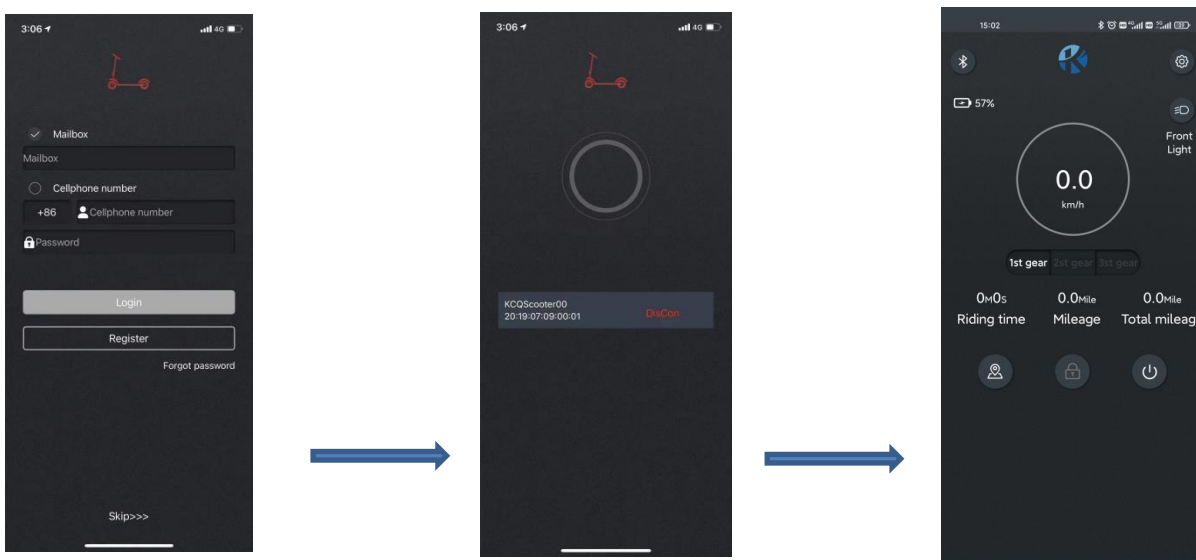 3:06
4G
Mailbox
Mailbox
Cellphone number
+86
Cellphone number
Password
Login
Register
Forgot password
Skip>>>
3:06
4G
KCQScooter00
20:19:07:09:00:01
DisCon
15:02
57%
Front
Light
0.0
km/h
1st gear 2st gear 3st gear
0M0s 0.0Mile 0.0Mile
Riding time Mileage Total mileag